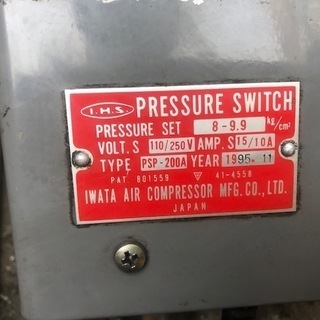 I.H.S. PRESSURE SWITCH
PRESSURE SET 8-9.9 kg/cm²
VOLT.S 110/250V AMP.S 15/10A
TYPE PSP-200A YEAR 1995. 11
PAT 801559 41-4558
IWATA AIR COMPRESSOR MFG.CO.,LTD.
JAPAN